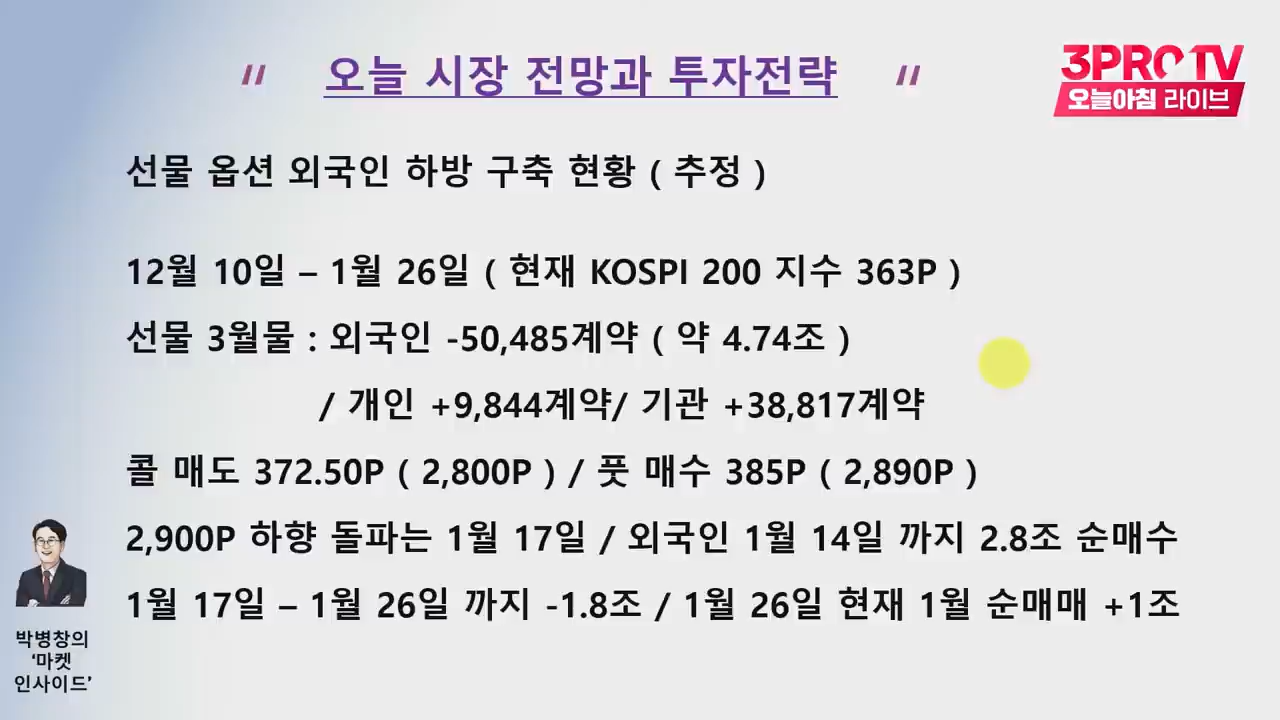 " 오늘 시장 전망과 투자전략 "
3PRO TV
오늘아침 라이브
선물 옵션 외국인 하방 구축 현황 ( 추정 )
12월 10일 – 1월 26일 ( 현재 KOSPI 200 지수 363P )
선물 3월물 : 외국인 -50,485계약 ( 약 4.74조 )
/ 개인 +9,844계약/ 기관 +38,817계약
콜 매도 372.50P ( 2,800P ) / 풋 매수 385P ( 2,890P )
2,900P 하향 돌파는 1월 17일 / 외국인 1월 14일 까지 2.8조 순매수
1월 17일 – 1월 26일 까지 -1.8조 / 1월 26일 현재 1월 순매매 +1조
박병창의
‘마켓
인사이드’